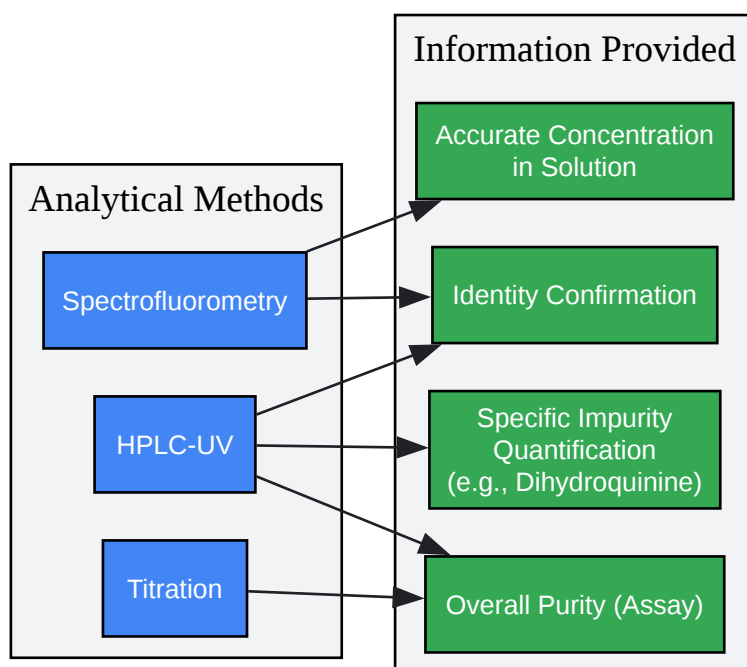 Analytical Methods
Spectrofluorometry
HPLC-UV
Titration
Information Provided
Accurate Concentration
in Solution
Identity Confirmation
Specific Impurity
Quantification
(e.g., Dihydroquinine)
Overall Purity (Assay)